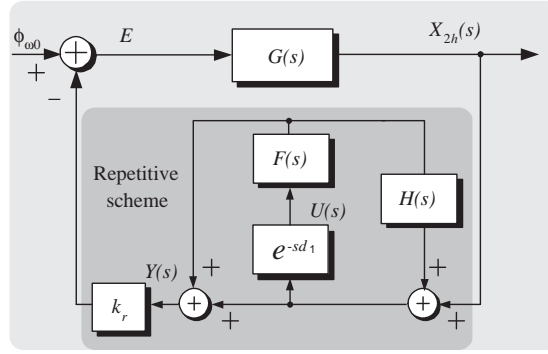 ϕω0
E
X2h(s)
+
+
G(s)
−
Repetitive
scheme
F(s)
U(s)
H(s)
e-sd1
Y(s)
+
+
kr
+
+
+
+